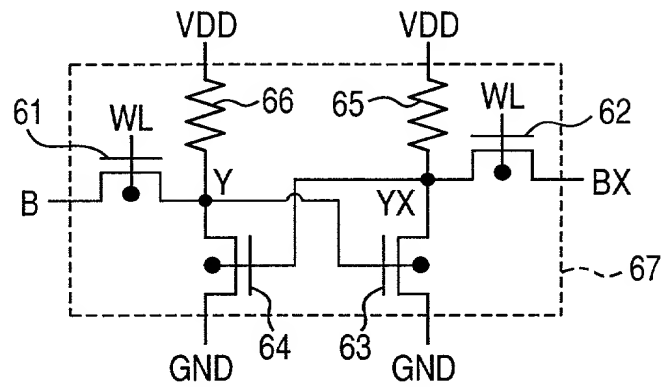 VDD VDD
61 WL 66 65 WL 62
B Y YX BX
64 63 67
GND GND